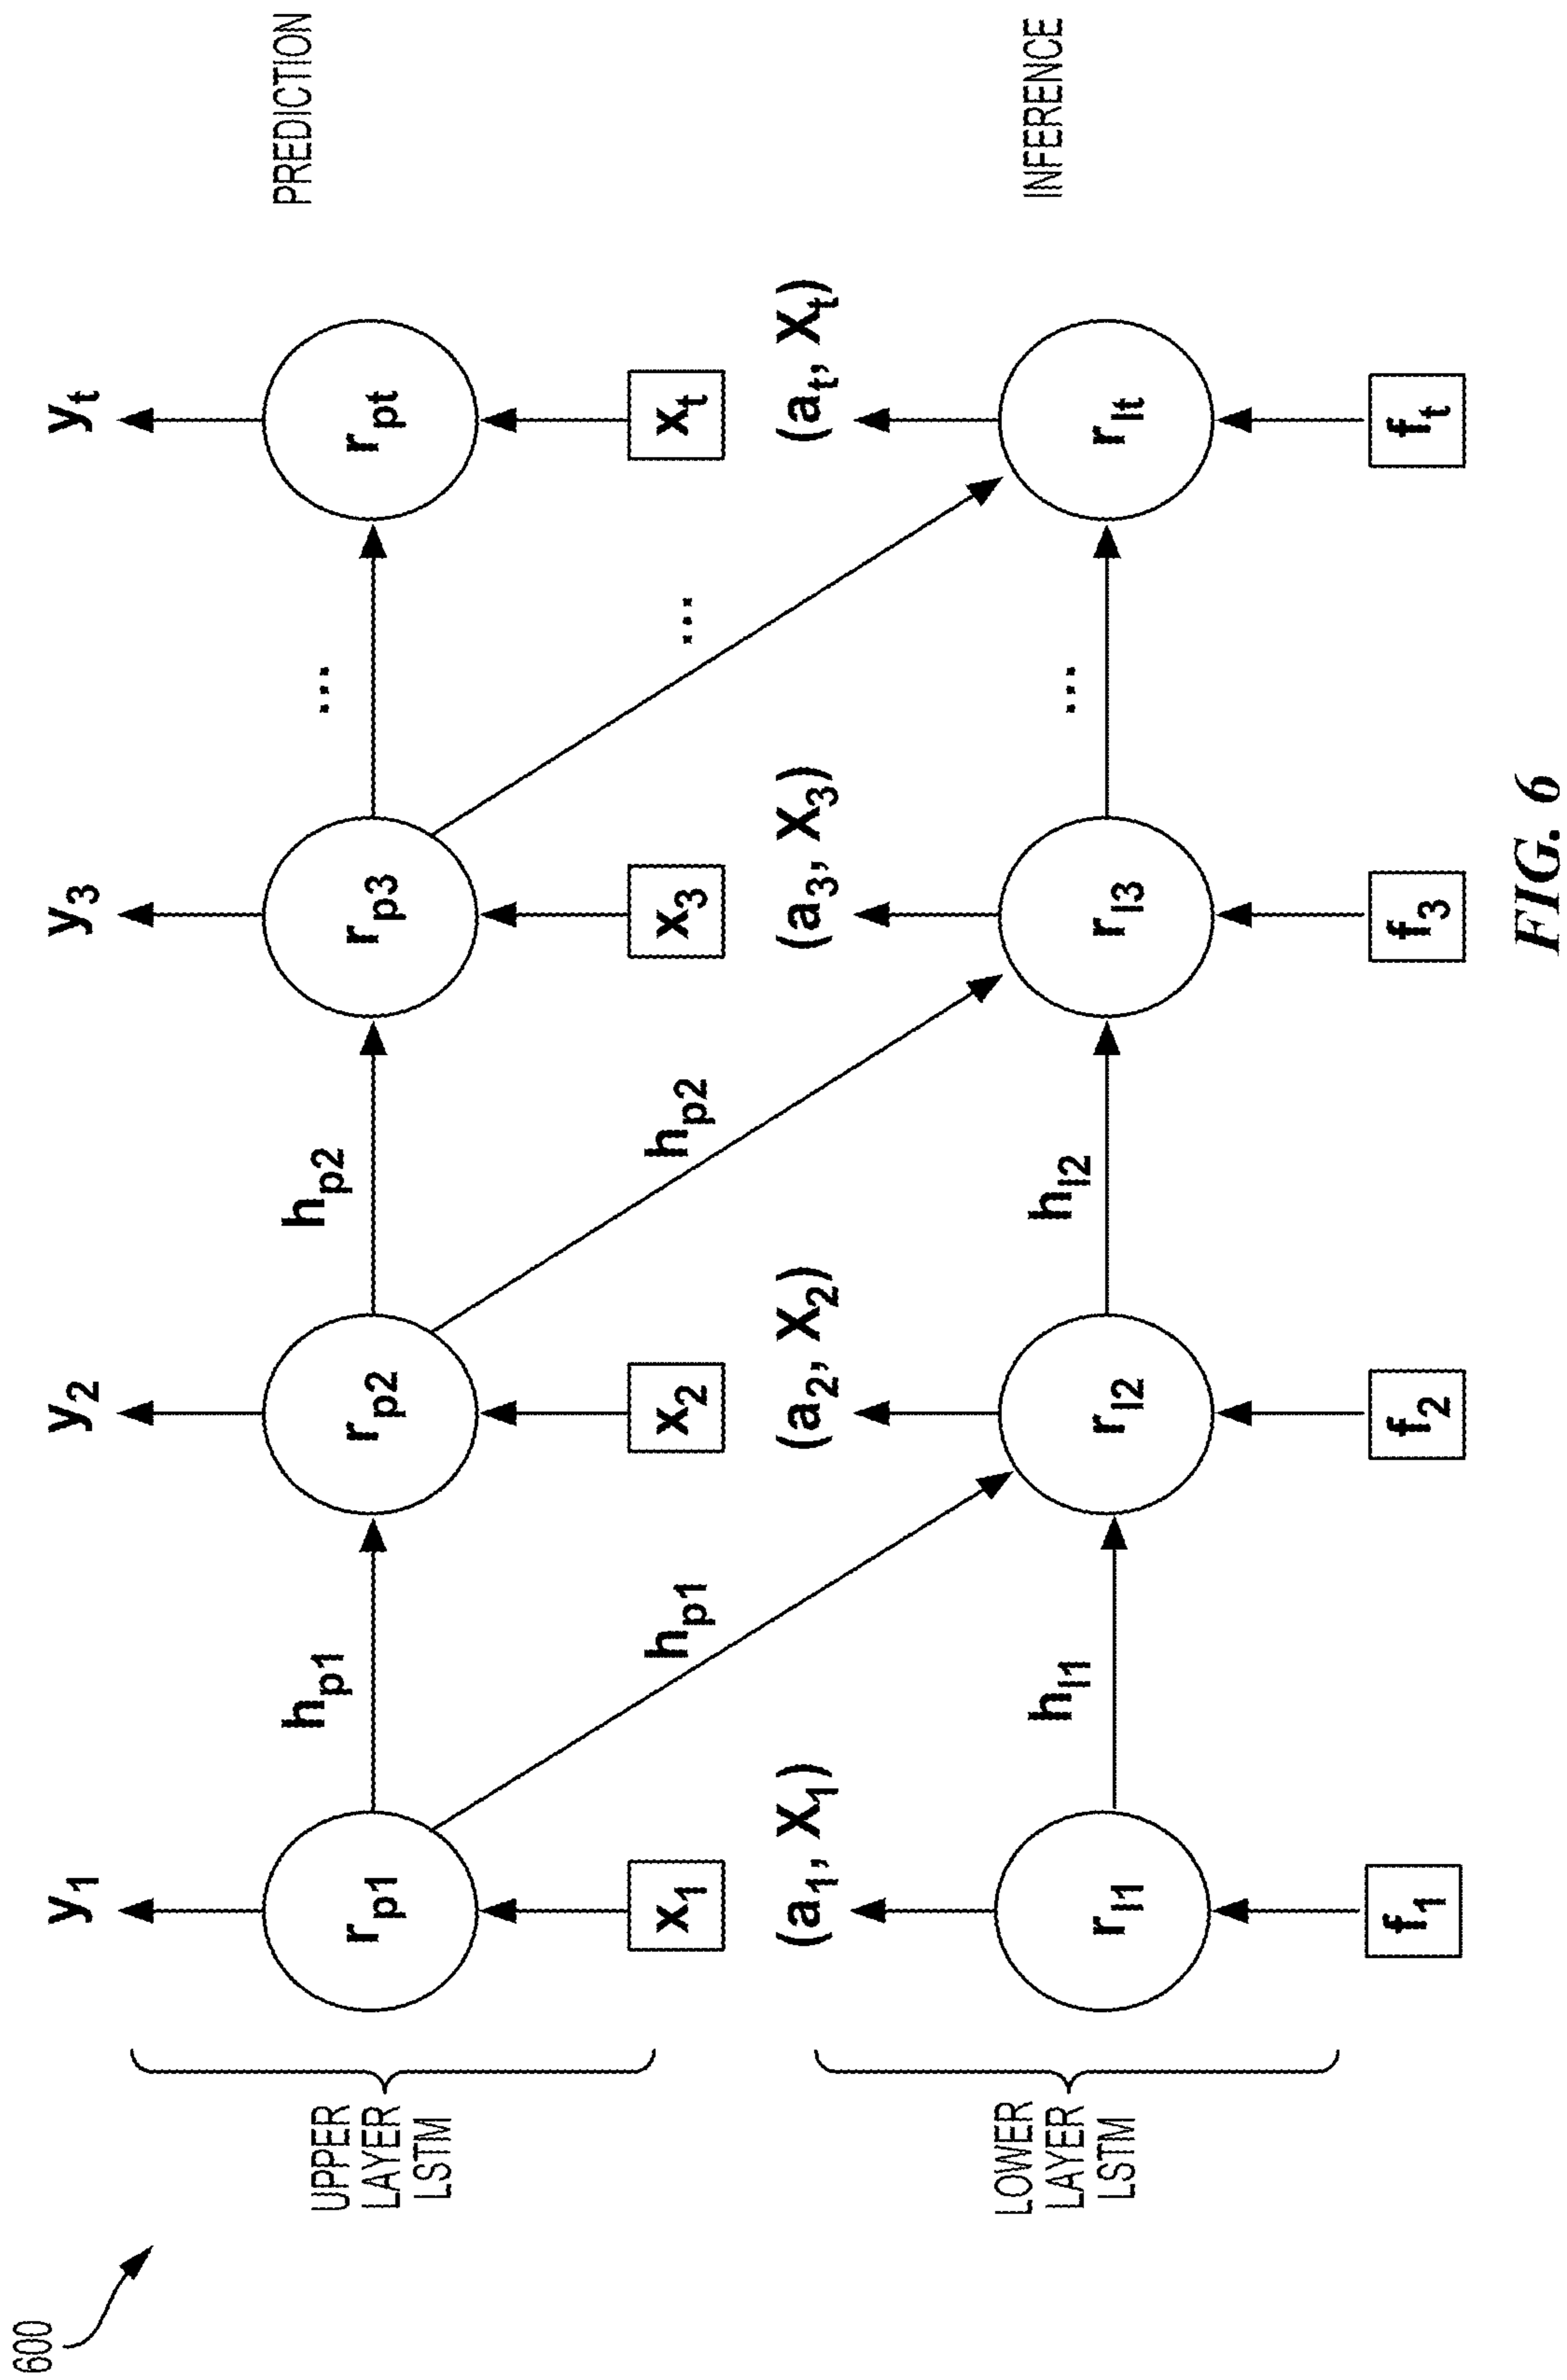 600
y1 y2 y3 yt
PREDICTION
UPPER
LAYER
LSTM
rp1 hp1 rp2 hp2 rp3 ... rpt
hp1 hp2 ...
x1 x2 x3 xt
(a1, X1) (a2, X2) (a3, X3) (at, Xt)
INFERENCE
LOWER
LAYER
LSTM
rI1 hI1 rI2 hI2 rI3 ... rIt
f1 f2 f3 ft
FIG. 6